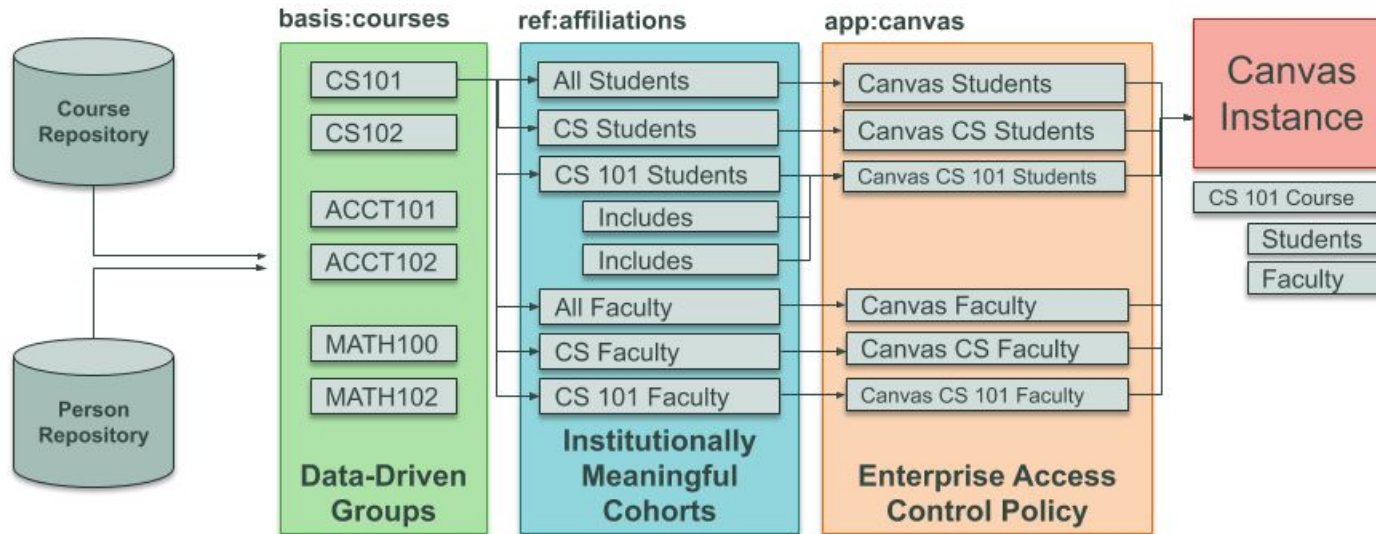 basis:courses
ref:affiliations
app:canvas
Course
Repository
Person
Repository
CS101
CS102
ACCT101
ACCT102
MATH100
MATH102
Data-Driven
Groups
All Students
CS Students
CS 101 Students
Includes
Includes
All Faculty
CS Faculty
CS 101 Faculty
Institutionally
Meaningful
Cohorts
Canvas Students
Canvas CS Students
Canvas CS 101 Students
Canvas Faculty
Canvas CS Faculty
Canvas CS 101 Faculty
Enterprise Access
Control Policy
Canvas
Instance
CS 101 Course
Students
Faculty